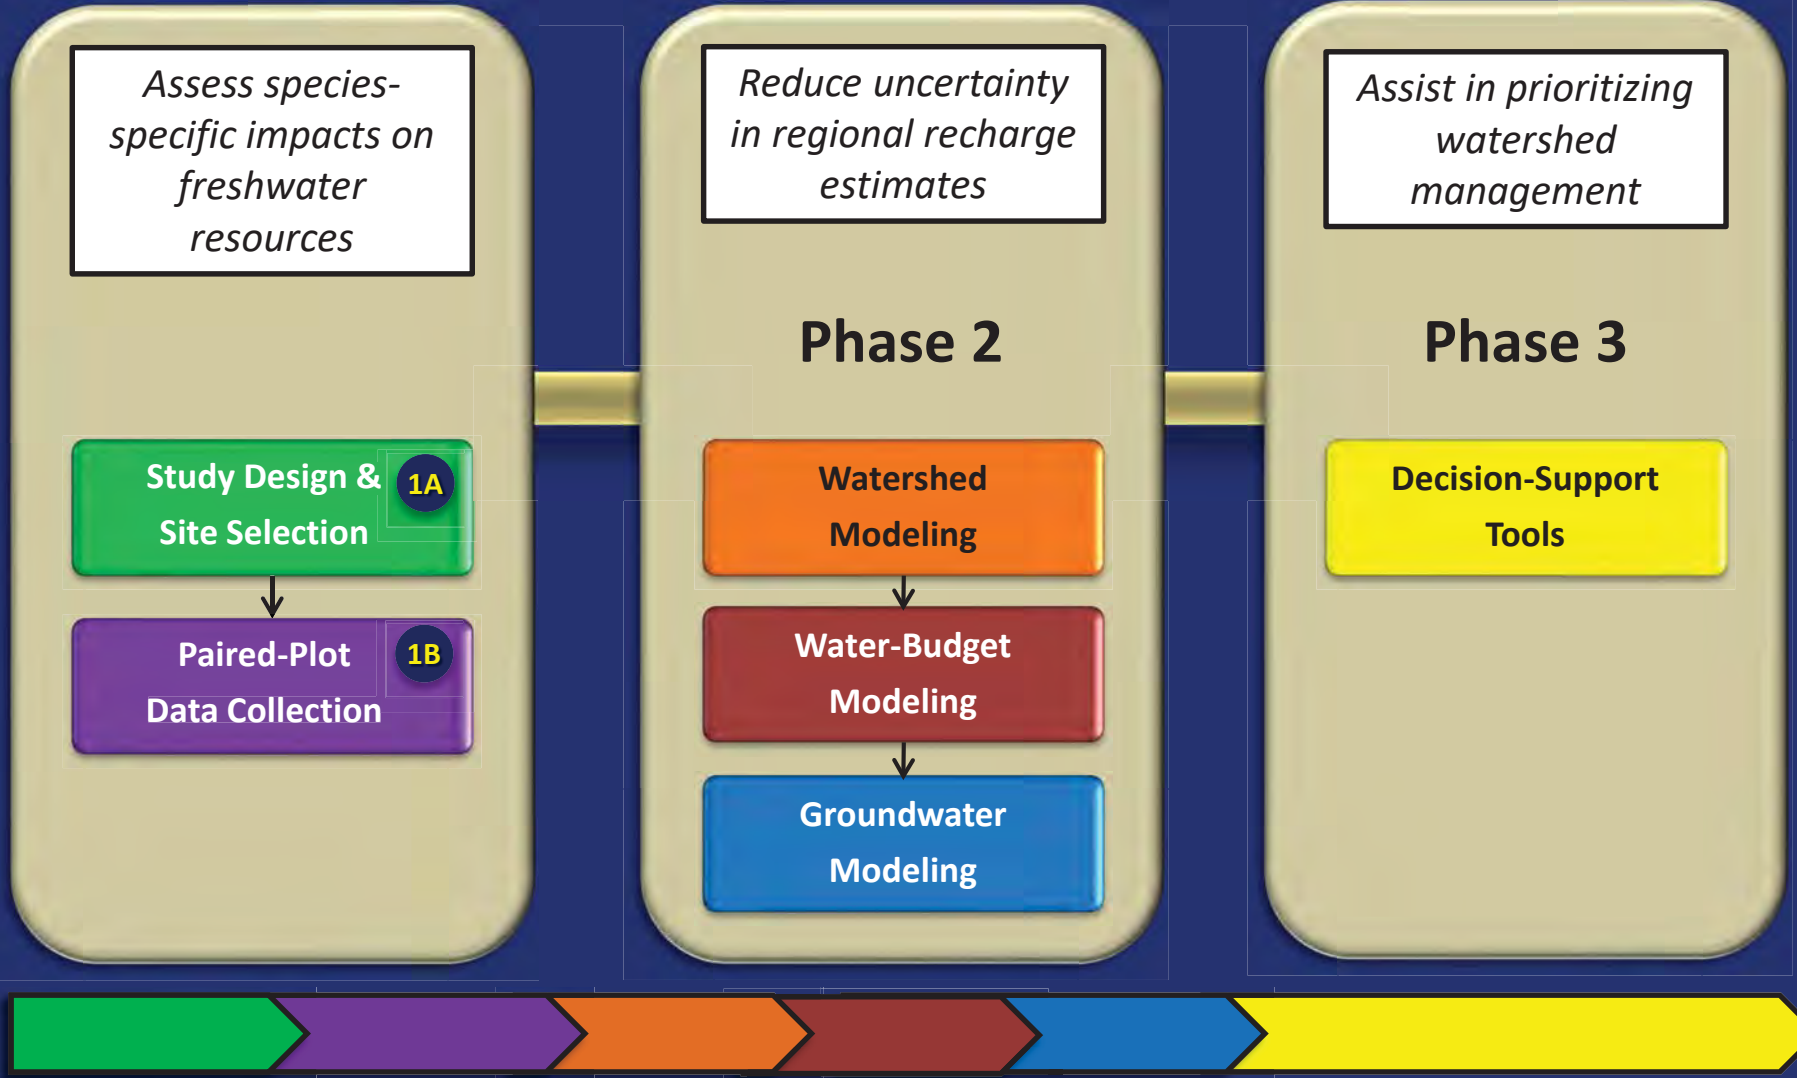 Assess species-
specific impacts on
freshwater
resources
Study Design &
Site Selection
1A
Paired-Plot
Data Collection
1B
Reduce uncertainty
in regional recharge
estimates
Phase 2
Watershed
Modeling
Water-Budget
Modeling
Groundwater
Modeling
Assist in prioritizing
watershed
management
Phase 3
Decision-Support
Tools